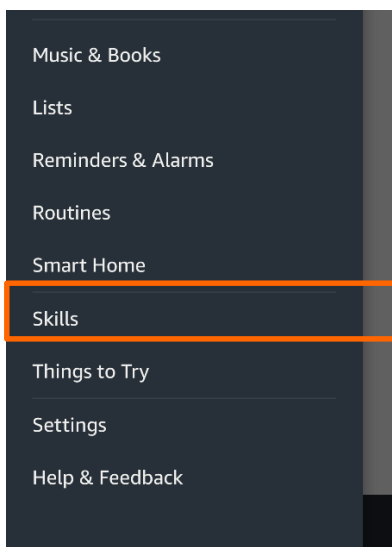 Music & Books
Lists
Reminders & Alarms
Routines
Smart Home
Skills
Things to Try
Settings
Help & Feedback